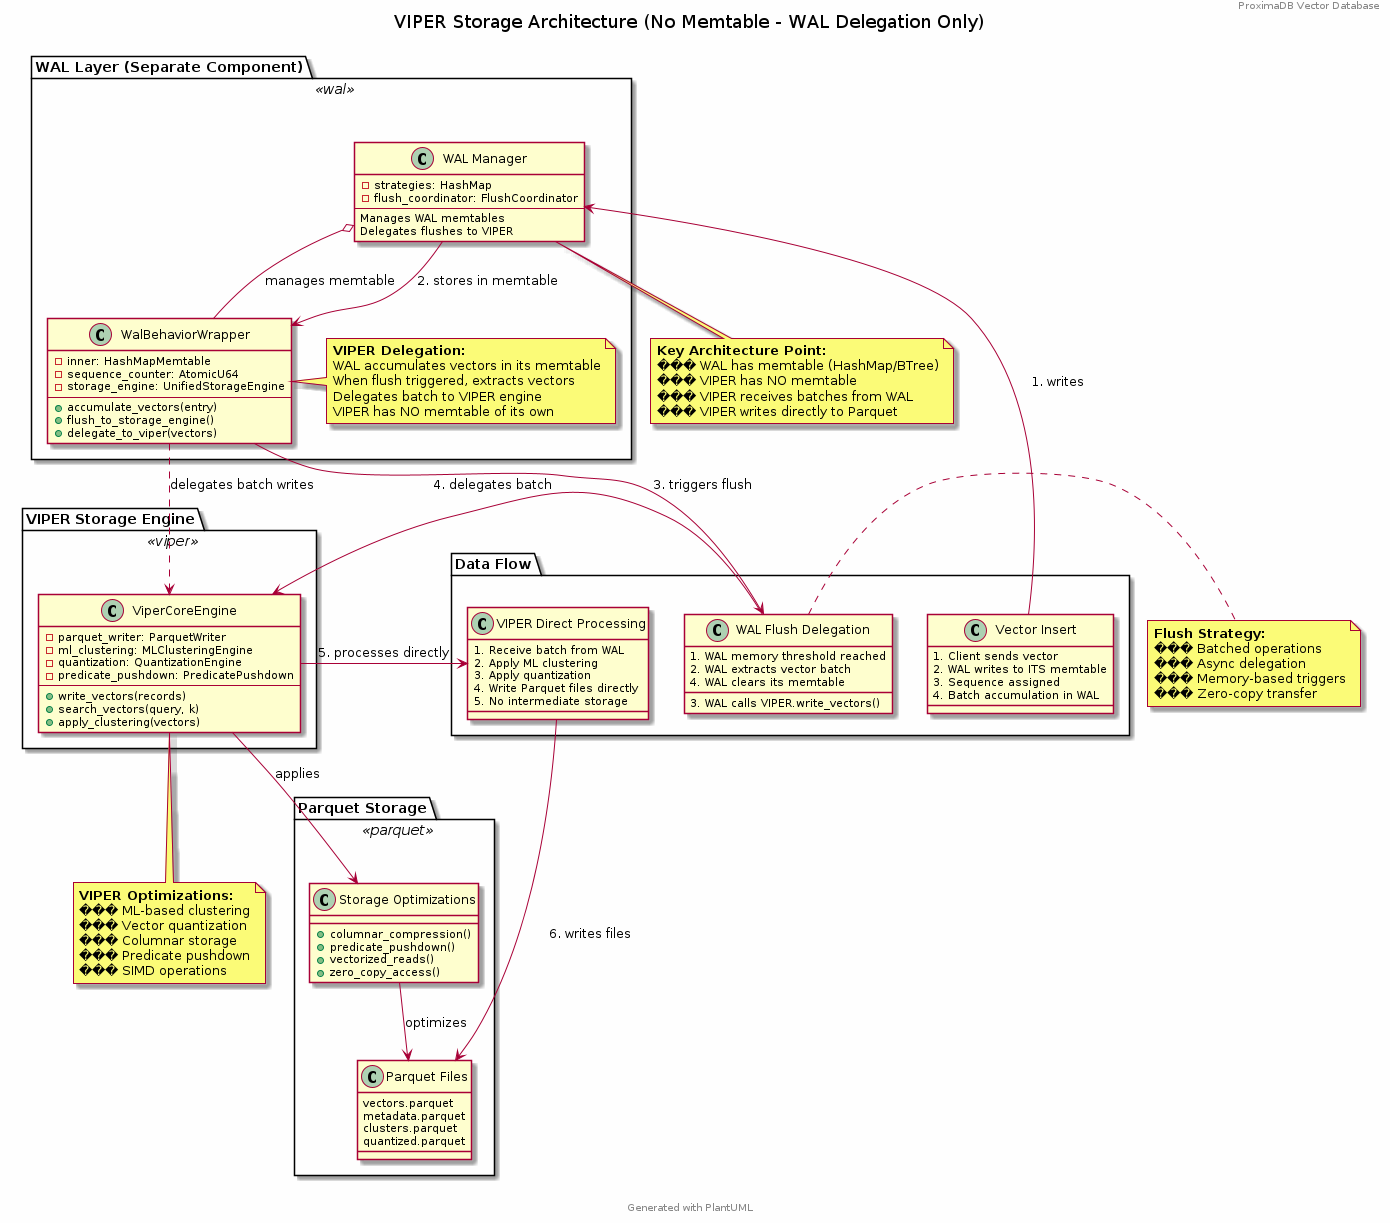 ProximaDB Vector Database
VIPER Storage Architecture (No Memtable - WAL Delegation Only)
WAL Layer (Separate Component)
«wal»
C WAL Manager
strategies: HashMap
flush_coordinator: FlushCoordinator
Manages WAL memtables
Delegates flushes to VIPER
manages memtable
2. stores in memtable
C WalBehaviorWrapper
inner: HashMapMemtable
sequence_counter: AtomicU64
storage_engine: UnifiedStorageEngine
accumulate_vectors(entry)
flush_to_storage_engine()
delegate_to_viper(vectors)
VIPER Delegation:
WAL accumulates vectors in its memtable
When flush triggered, extracts vectors
Delegates batch to VIPER engine
VIPER has NO memtable of its own
Key Architecture Point:
��� WAL has memtable (HashMap/BTree)
��� VIPER has NO memtable
��� VIPER receives batches from WAL
��� VIPER writes directly to Parquet
1. writes
delegates batch writes
4. delegates batch
3. triggers flush
VIPER Storage Engine
«viper»
C ViperCoreEngine
parquet_writer: ParquetWriter
ml_clustering: MLClusteringEngine
quantization: QuantizationEngine
predicate_pushdown: PredicatePushdown
write_vectors(records)
search_vectors(query, k)
apply_clustering(vectors)
5. processes directly
Data Flow
C VIPER Direct Processing
1. Receive batch from WAL
2. Apply ML clustering
3. Apply quantization
4. Write Parquet files directly
5. No intermediate storage
C WAL Flush Delegation
1. WAL memory threshold reached
2. WAL extracts vector batch
4. WAL clears its memtable
3. WAL calls VIPER.write_vectors()
C Vector Insert
1. Client sends vector
2. WAL writes to ITS memtable
3. Sequence assigned
4. Batch accumulation in WAL
Flush Strategy:
��� Batched operations
��� Async delegation
��� Memory-based triggers
��� Zero-copy transfer
applies
VIPER Optimizations:
��� ML-based clustering
��� Vector quantization
��� Columnar storage
��� Predicate pushdown
��� SIMD operations
Parquet Storage
«parquet»
C Storage Optimizations
columnar_compression()
predicate_pushdown()
vectorized_reads()
zero_copy_access()
6. writes files
optimizes
C Parquet Files
vectors.parquet
metadata.parquet
clusters.parquet
quantized.parquet
Generated with PlantUML